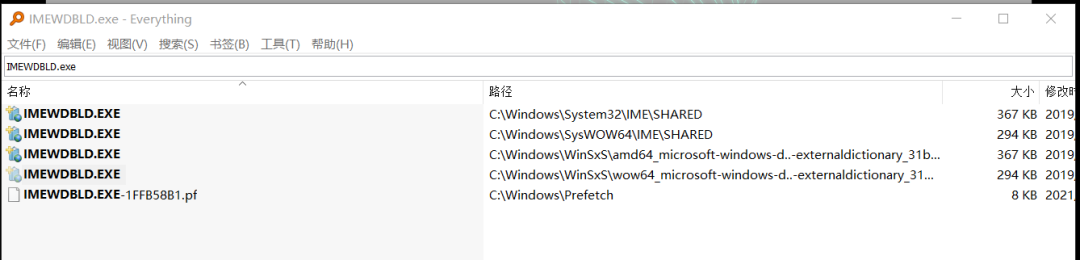 IMEWDBLD.exe - Everything
文件(F) 编辑(E) 视图(V) 搜索(S) 书签(B) 工具(T) 帮助(H)
IMEWDBLD.exe
名称 路径 大小 修改时
IMEWDBLD.EXE C:\Windows\System32\IME\SHARED 367 KB 2019,
IMEWDBLD.EXE C:\Windows\SysWOW64\IME\SHARED 294 KB 2019,
IMEWDBLD.EXE C:\Windows\WinSxS\amd64_microsoft-windows-d..-externaldictionary_31b... 367 KB 2019,
IMEWDBLD.EXE C:\Windows\WinSxS\wow64_microsoft-windows-d..-externaldictionary_31... 294 KB 2019,
IMEWDBLD.EXE-1FFB58B1.pf C:\Windows\Prefetch 8 KB 2021,